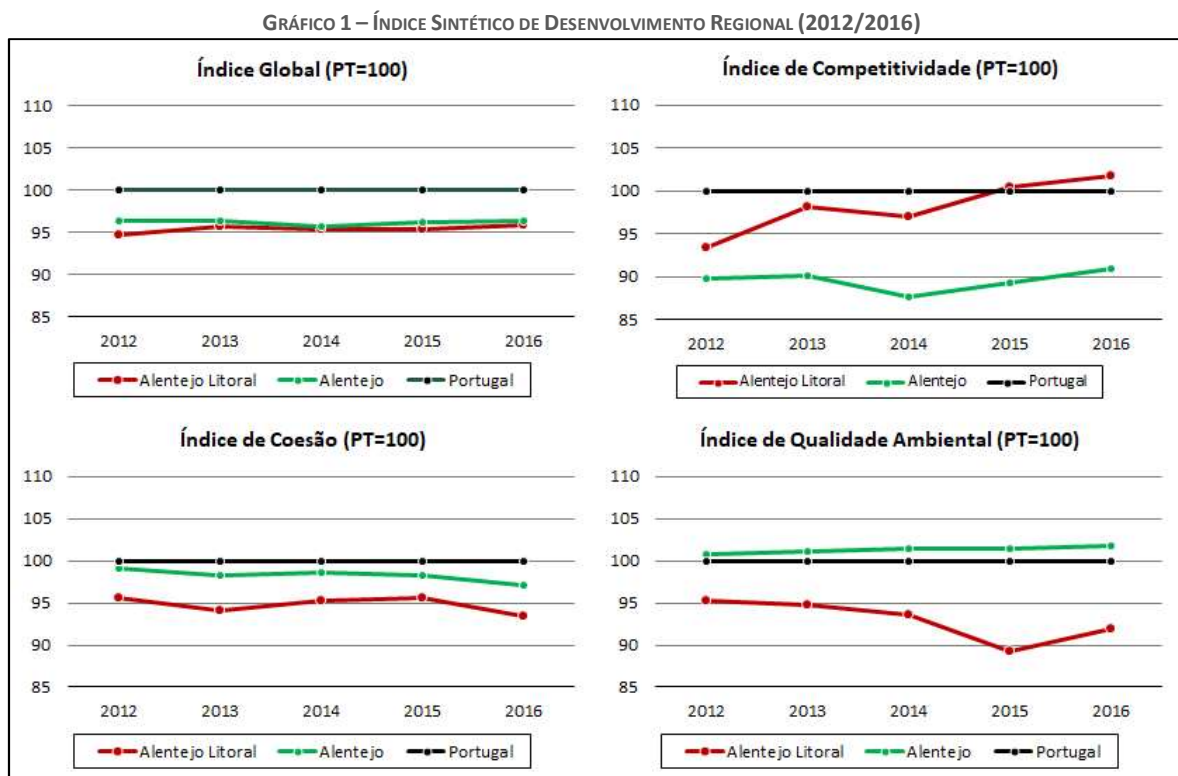 GRÁFICO 1 – ÍNDICE SINTÉTICO DE DESENVOLVIMENTO REGIONAL (2012/2016)
Índice Global (PT=100)
110
105
100
95
90
85
2012 2013 2014 2015 2016
Alentejo Litoral Alentejo Portugal
Índice de Competitividade (PT=100)
110
105
100
95
90
85
2012 2013 2014 2015 2016
Alentejo Litoral Alentejo Portugal
Índice de Coesão (PT=100)
110
105
100
95
90
85
2012 2013 2014 2015 2016
Alentejo Litoral Alentejo Portugal
Índice de Qualidade Ambiental (PT=100)
110
105
100
95
90
85
2012 2013 2014 2015 2016
Alentejo Litoral Alentejo Portugal